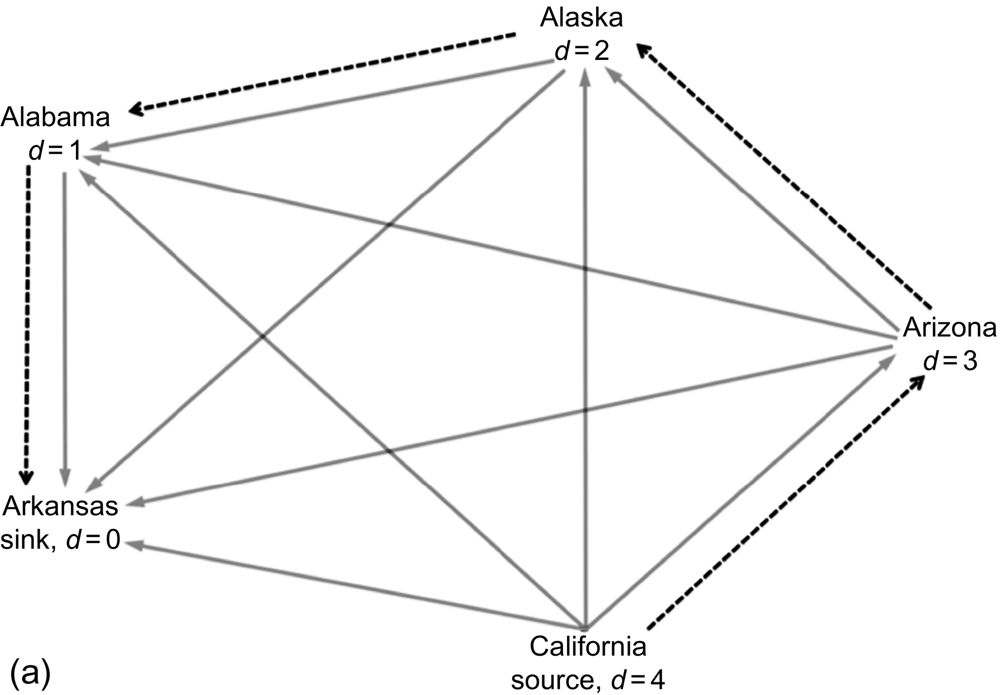 Alaska
d = 2
Alabama
d = 1
Arizona
d = 3
Arkansas
sink, d = 0
California
source, d = 4
(a)